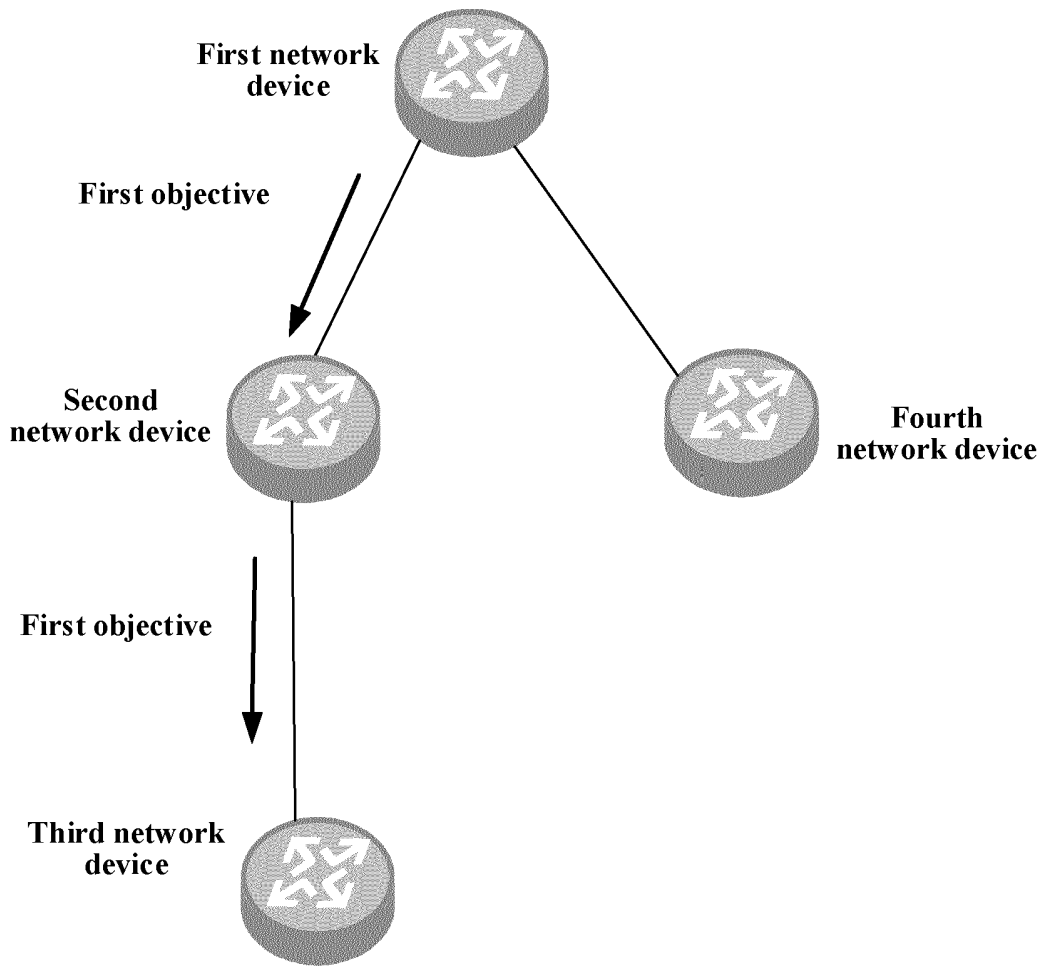 First network
device
First objective
Second
network device
Fourth
network device
First objective
Third network
device